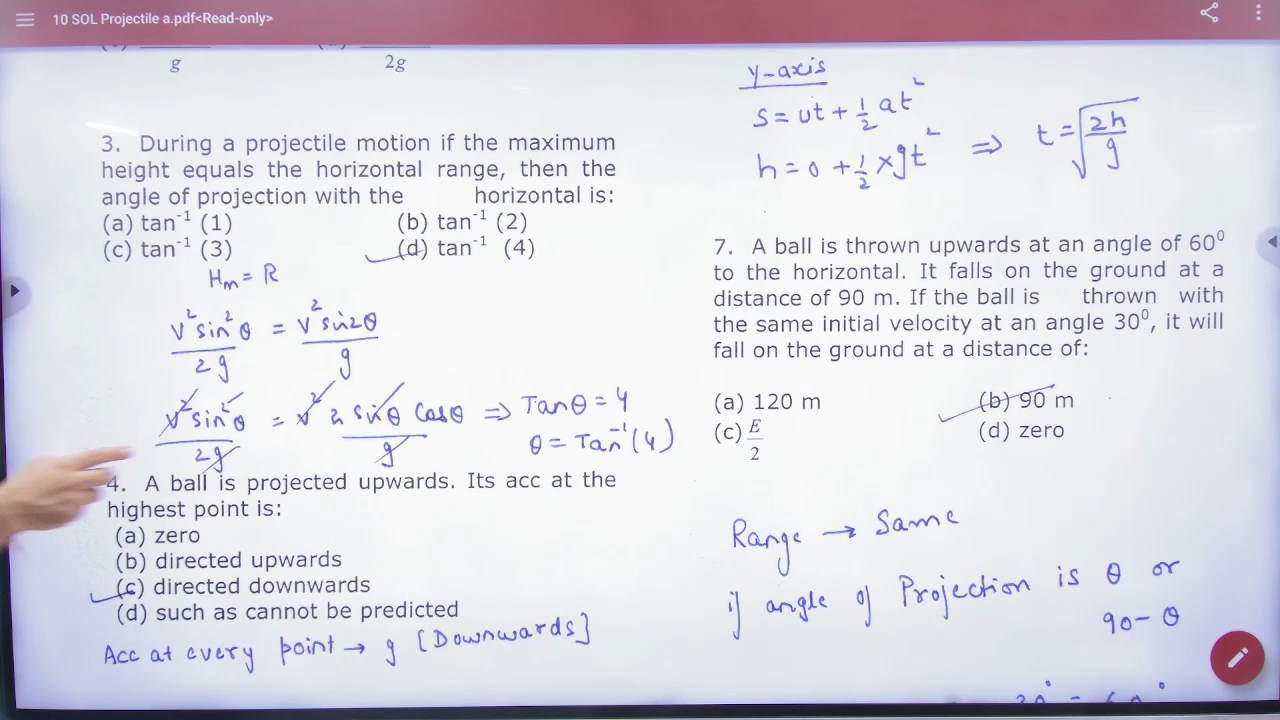 10 SOL Projectile a.pdf<Read-only>
g
2g
3. During a projectile motion if the maximum
height equals the horizontal range, then the
angle of projection with the horizontal is:
(a) tan⁻¹ (1) (b) tan⁻¹ (2)
(c) tan⁻¹ (3) (d) tan⁻¹ (4)
Hm = R
V² sin²θ / 2g = V² sin2θ / g
V² sin²θ / 2g = V² 2 sinθ Cosθ / g ⇒ Tanθ = 4
θ = Tan⁻¹(4)
4. A ball is projected upwards. Its acc at the
highest point is:
(a) zero
(b) directed upwards
(c) directed downwards
(d) such as cannot be predicted
Acc at every point → g [Downwards]
y-axis
s = ut + 1/2 at²
h = 0 + 1/2 × gt² ⇒ t = √2h/g
7. A ball is thrown upwards at an angle of 60⁰
to the horizontal. It falls on the ground at a
distance of 90 m. If the ball is thrown with
the same initial velocity at an angle 30⁰, it will
fall on the ground at a distance of:
(a) 120 m (b) 90 m
(c) E/2 (d) zero
Range → Same
if angle of Projection is θ or
90 - θ